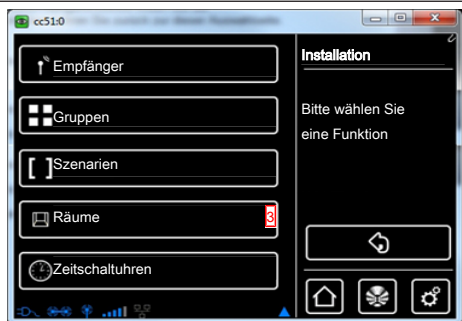 cc51:0
Empfänger
Gruppen
Szenarien
Räume
3
Zeitschaltuhren
Installation
Bitte wählen Sie
eine Funktion